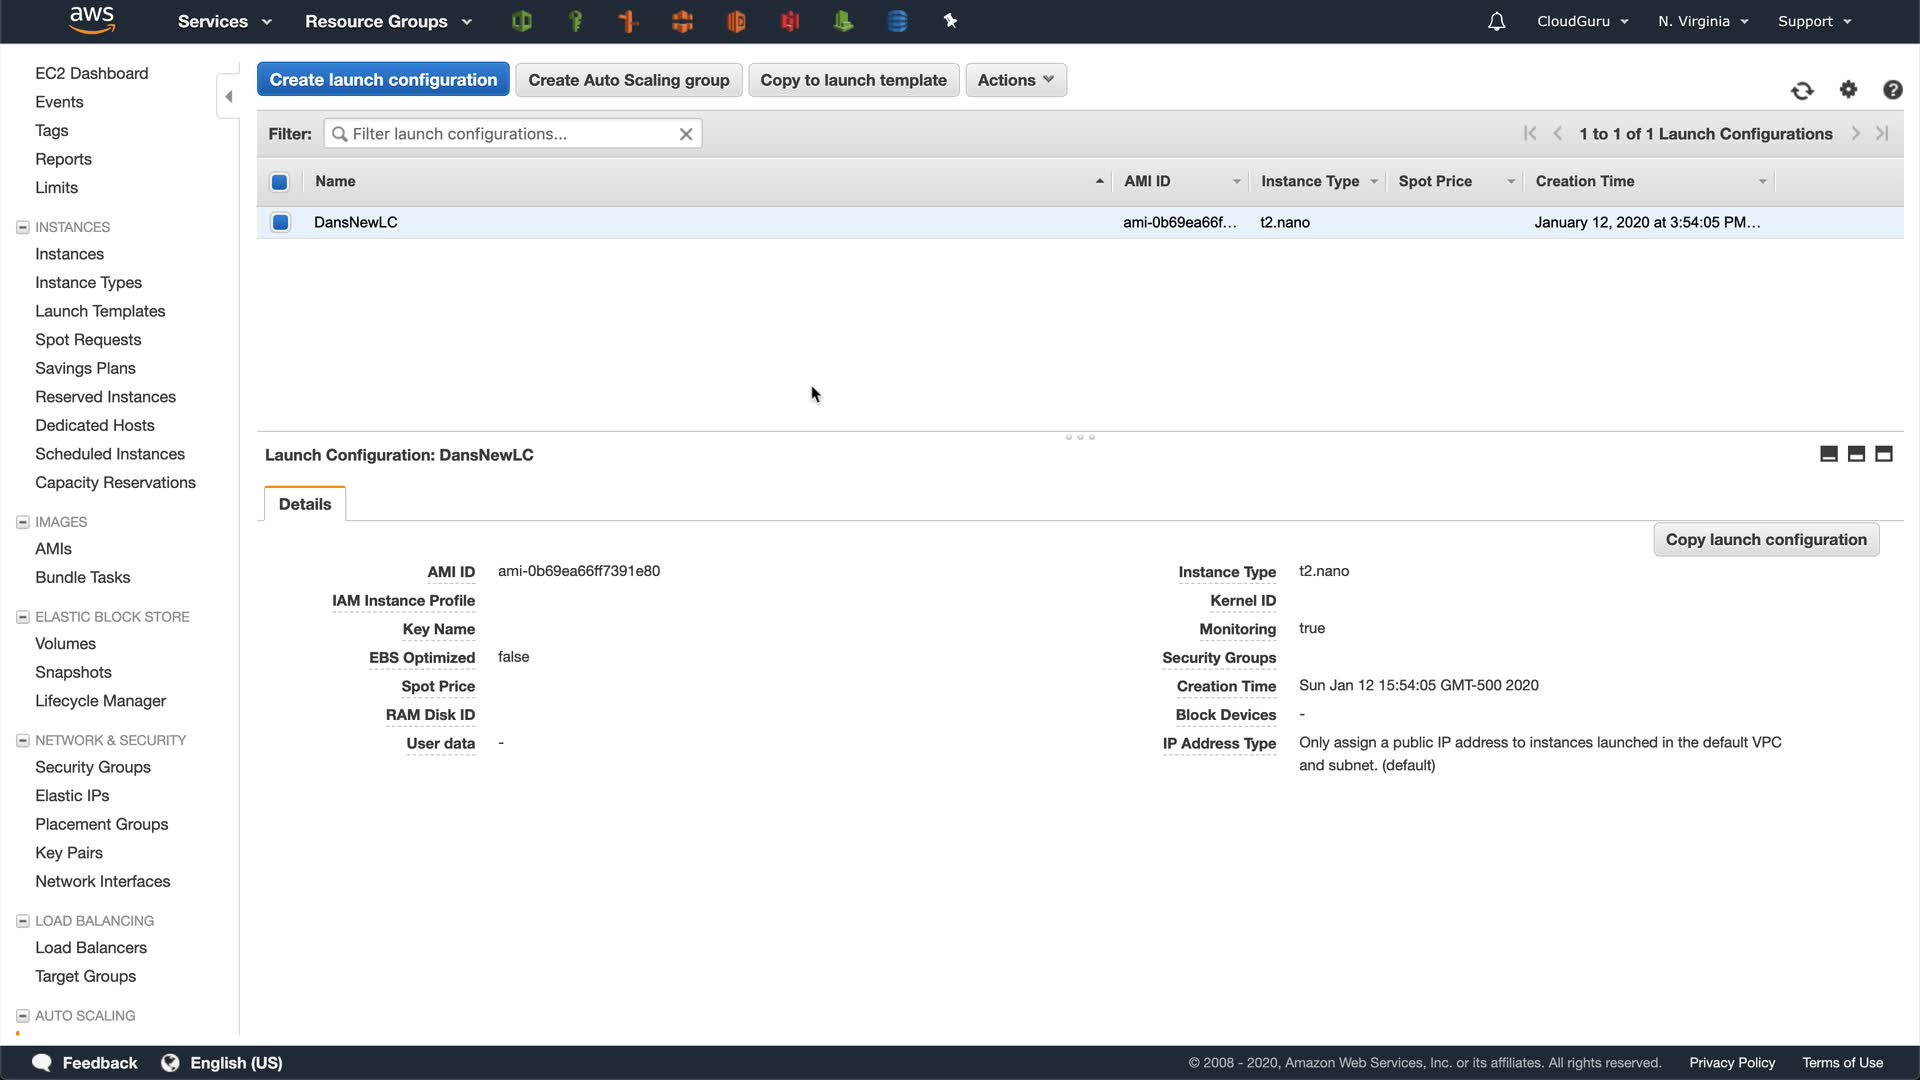 aws Services Resource Groups CloudGuru N. Virginia Support
EC2 Dashboard
Events
Tags
Reports
Limits
INSTANCES
Instances
Instance Types
Launch Templates
Spot Requests
Savings Plans
Reserved Instances
Dedicated Hosts
Scheduled Instances
Capacity Reservations
IMAGES
AMIs
Bundle Tasks
ELASTIC BLOCK STORE
Volumes
Snapshots
Lifecycle Manager
NETWORK & SECURITY
Security Groups
Elastic IPs
Placement Groups
Key Pairs
Network Interfaces
LOAD BALANCING
Load Balancers
Target Groups
AUTO SCALING
Create launch configuration Create Auto Scaling group Copy to launch template Actions
Filter: Filter launch configurations... 1 to 1 of 1 Launch Configurations
Name AMI ID Instance Type Spot Price Creation Time
DansNewLC ami-0b69ea66f... t2.nano January 12, 2020 at 3:54:05 PM...
Launch Configuration: DansNewLC
Details
Copy launch configuration
AMI ID ami-0b69ea66ff7391e80
IAM Instance Profile
Key Name
EBS Optimized false
Spot Price
RAM Disk ID
User data -
Instance Type t2.nano
Kernel ID
Monitoring true
Security Groups
Creation Time Sun Jan 12 15:54:05 GMT-500 2020
Block Devices -
IP Address Type Only assign a public IP address to instances launched in the default VPC
and subnet. (default)
Feedback English (US) © 2008 - 2020, Amazon Web Services, Inc. or its affiliates. All rights reserved. Privacy Policy Terms of Use